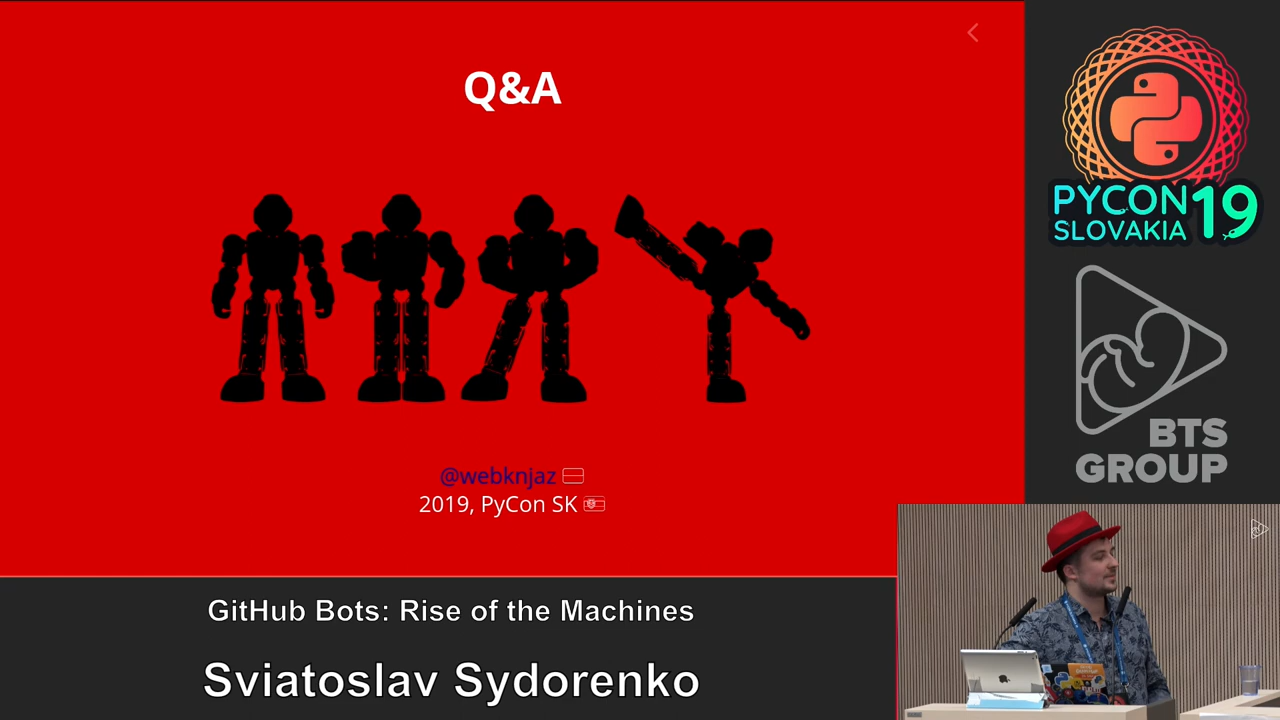 Q&A
@webknjaz
2019, PyCon SK
PYCON
SLOVAKIA
19
BTS
GROUP
GitHub Bots: Rise of the Machines
Sviatoslav Sydorenko